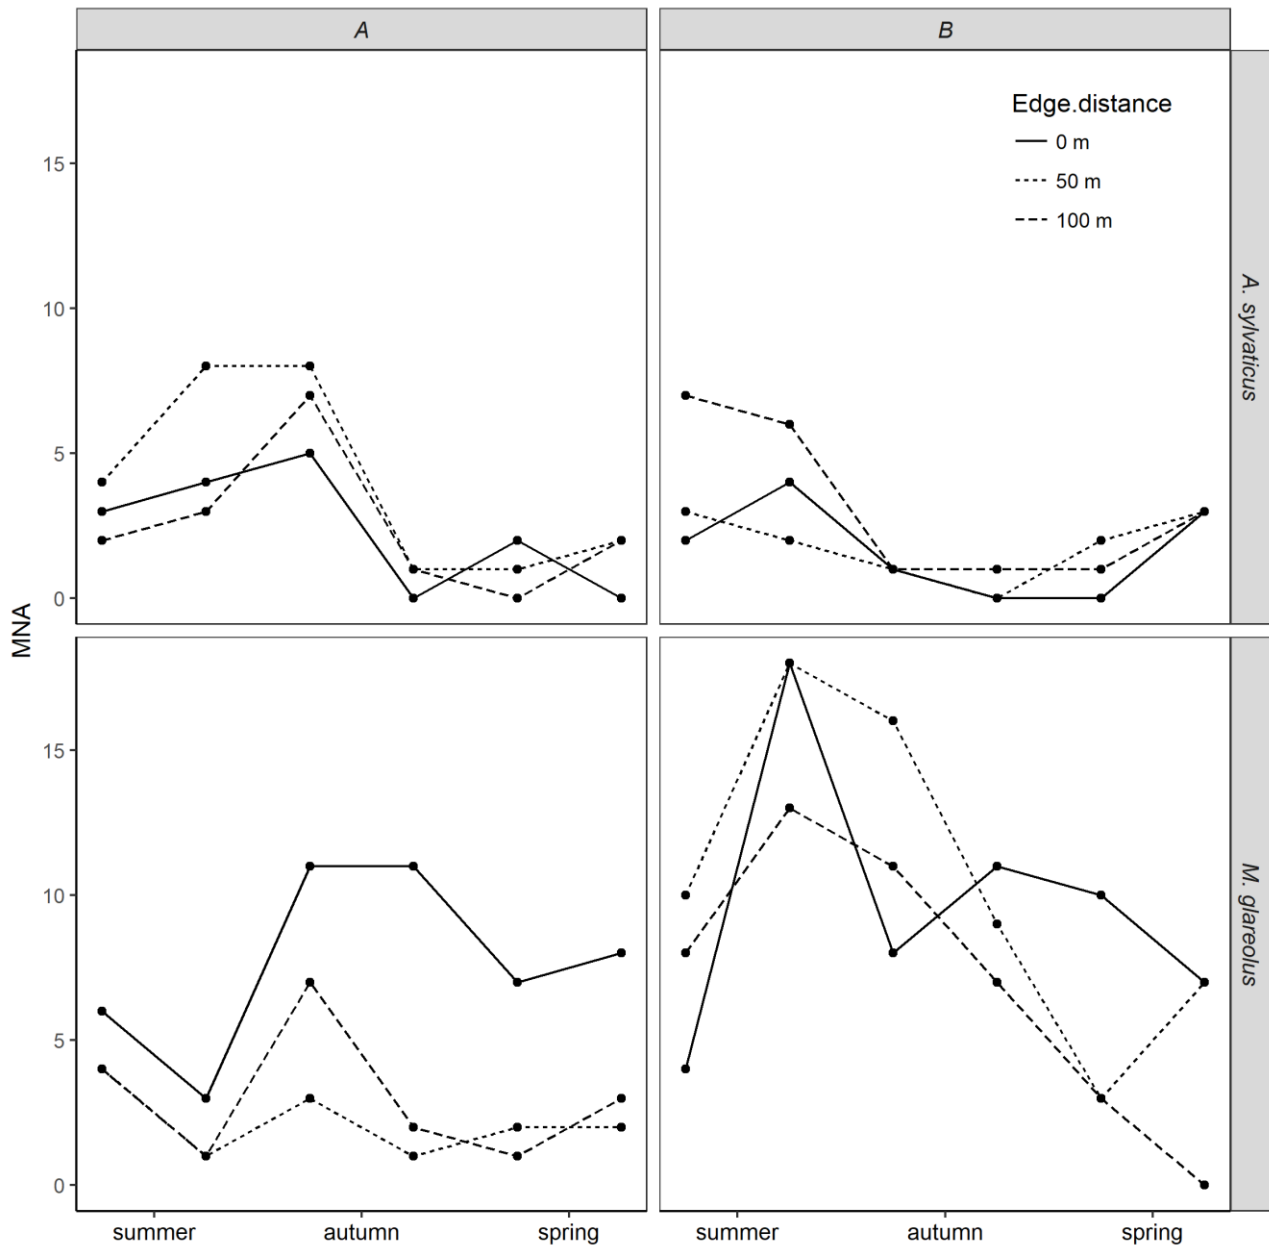 A
B
Edge.distance
0 m
50 m
100 m
15
10
5
0
A. sylvaticus
MNA
15
10
5
0
M. glareolus
summer
autumn
spring
summer
autumn
spring